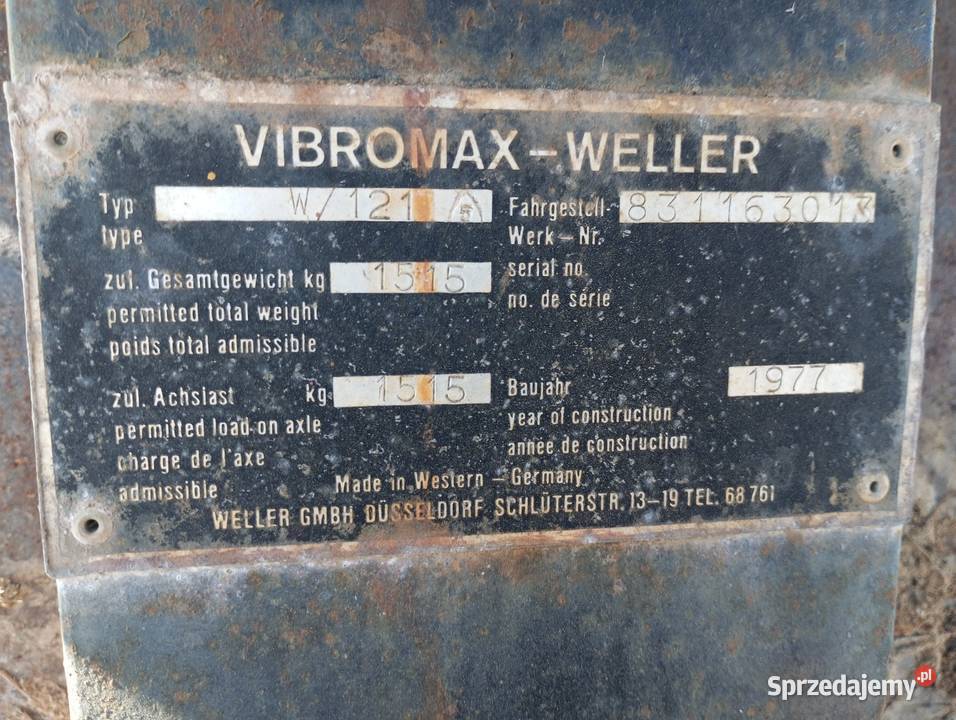 VIBROMAX – WELLER
Typ W/121
type
Fahrgestell- 831163017
Werk – Nr.
serial no.
no. de série
zul. Gesamtgewicht kg 1515
permitted total weight
poids total admissible
zul. Achslast kg 1515
permitted load on axle
charge de l'axe
admissible
Baujahr 1977
year of construction
année de construction
Made in Western – Germany
WELLER GMBH DÜSSELDORF SCHLÜTERSTR. 13–19 TEL. 68 761
Sprzedajemy.pl